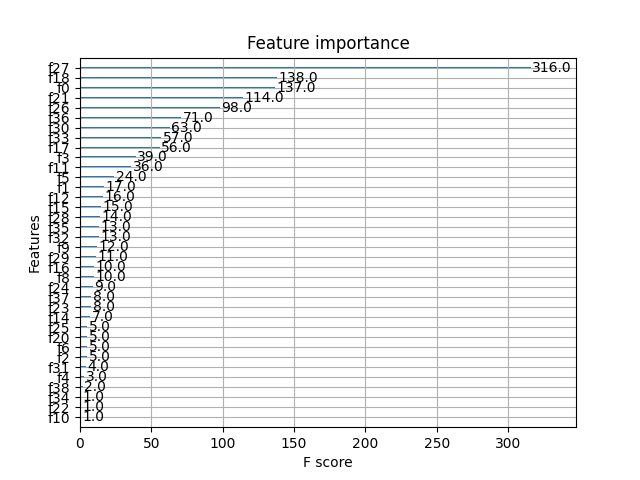 Feature importance
f27 316.0
f18 138.0
f0 137.0
f21 114.0
f26 98.0
f36 71.0
f30 63.0
f33 57.0
f17 56.0
f3 39.0
f11 36.0
f5 24.0
f1 17.0
f12 16.0
f15 15.0
f28 14.0
f35 13.0
f32 13.0
f9 12.0
f29 11.0
f16 10.0
f8 10.0
f24 9.0
f37 8.0
f23 8.0
f14 7.0
f25 5.0
f20 5.0
f6 5.0
f2 5.0
f31 4.0
f4 3.0
f38 2.0
f34 1.0
f22 1.0
f10 1.0
Features
0 50 100 150 200 250 300
F score